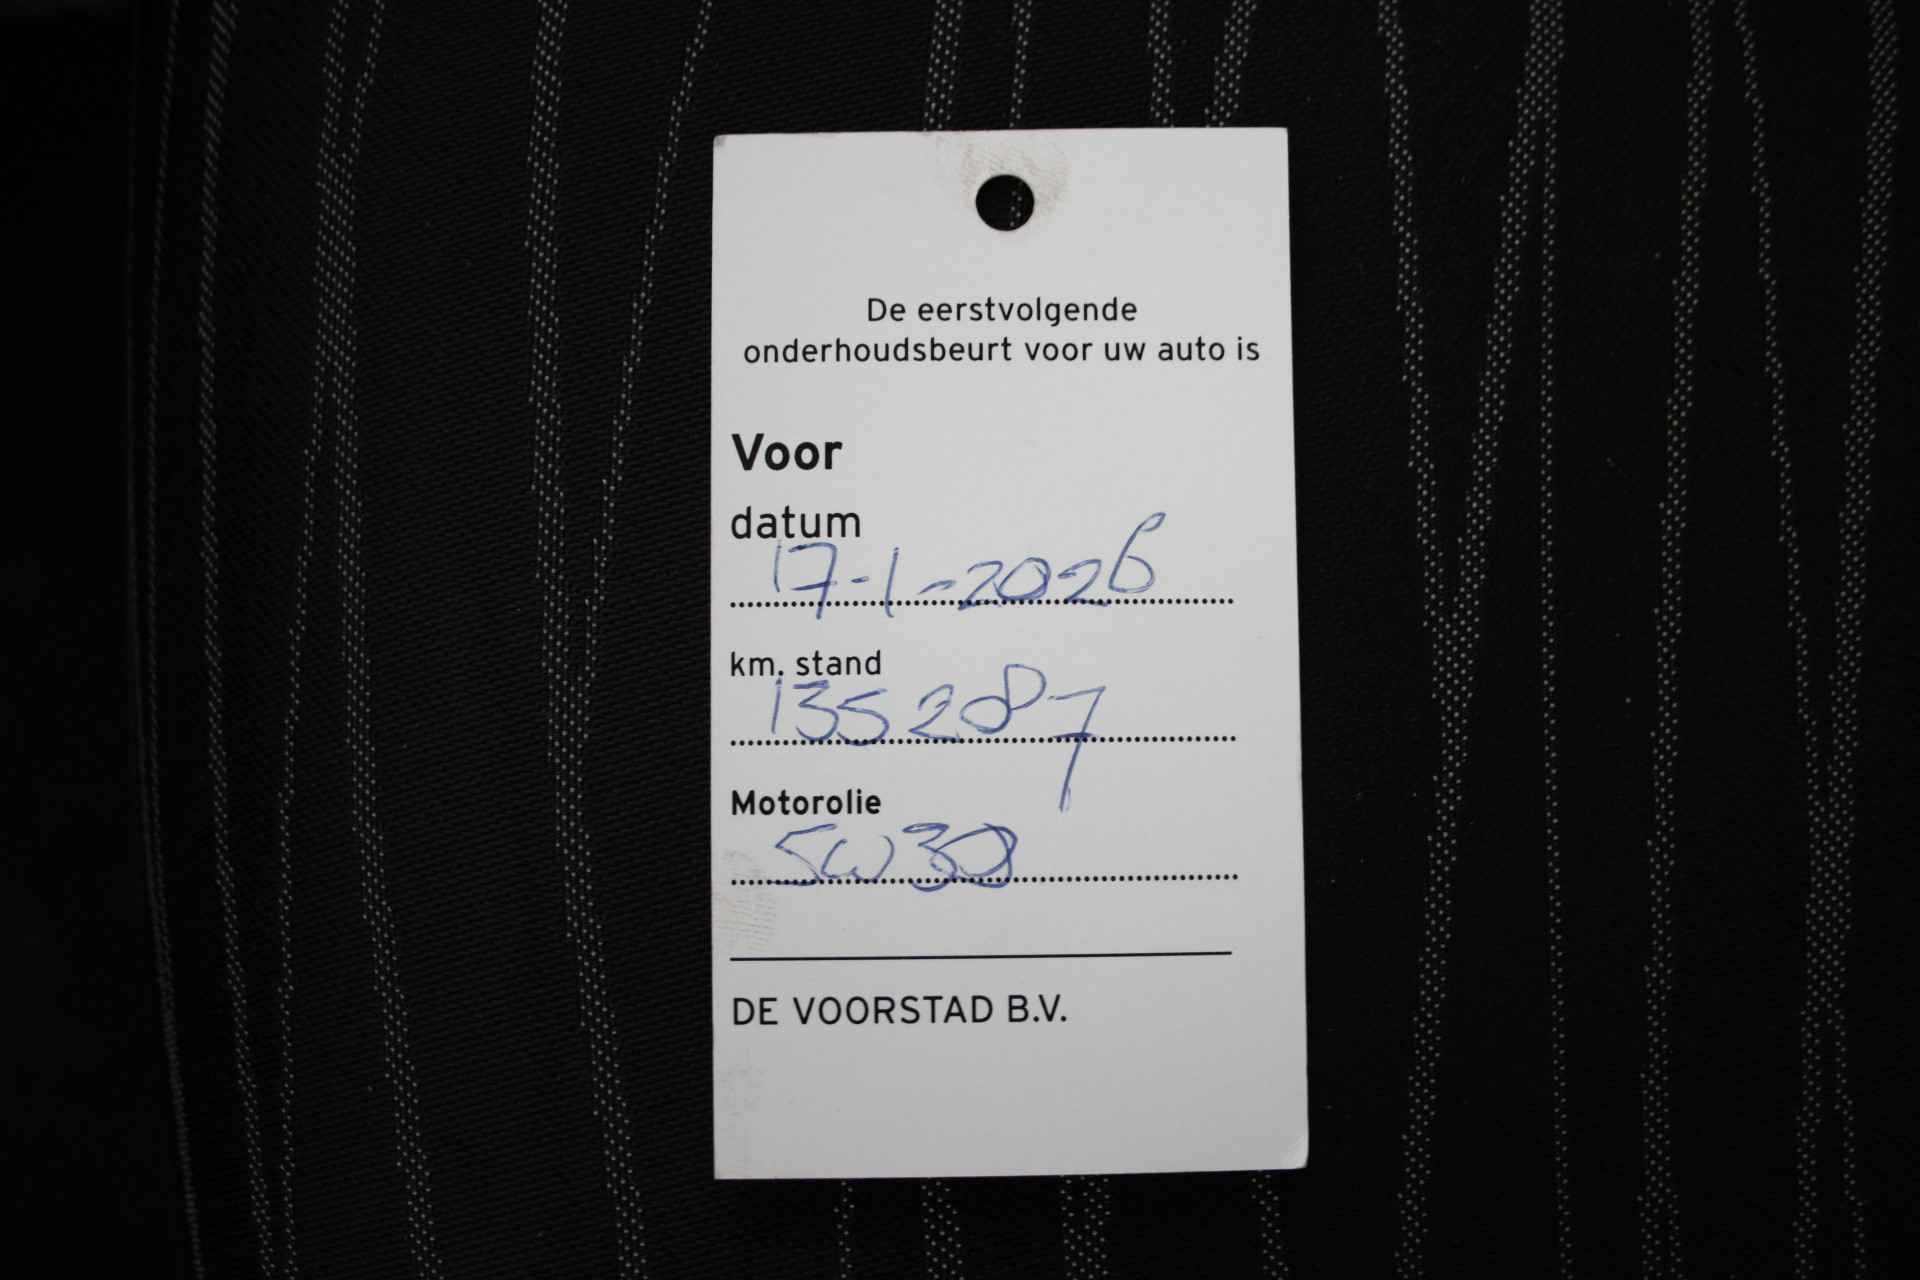 De eerstvolgende
onderhoudsbeurt voor uw auto is
Voor
datum
17-1-2026
km. stand
135287
Motorolie
5W30
DE VOORSTAD B.V.